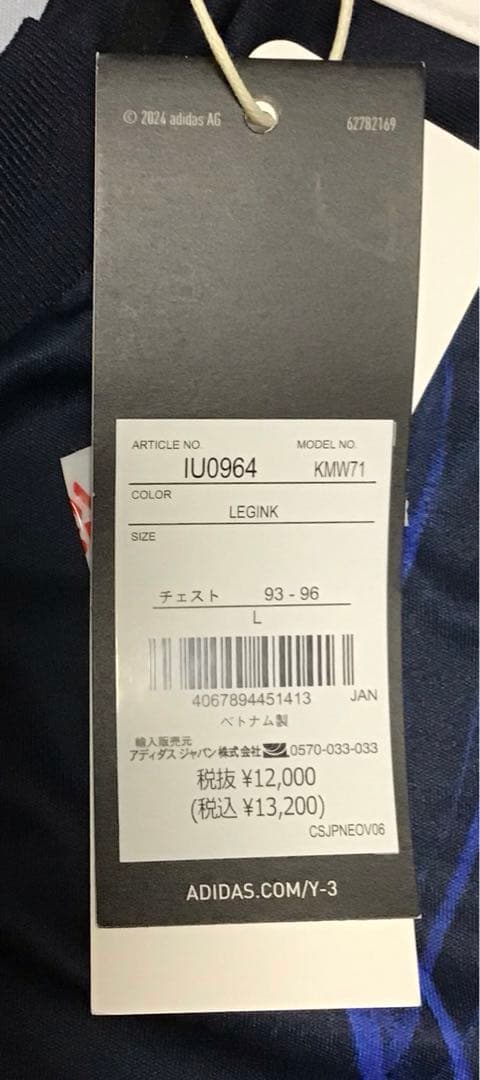 © 2024 adidas AG
62782169
ARTICLE NO.
MODEL NO.
IU0964
KMW71
COLOR
LEGINK
SIZE
チェスト 93 - 96
L
4067894451413 JAN
ベトナム製
輸入販売元
アディダス ジャパン株式会社 0570-033-033
税抜 ¥12,000
(税込 ¥13,200)
CSJPNEOV06
ADIDAS.COM/Y-3